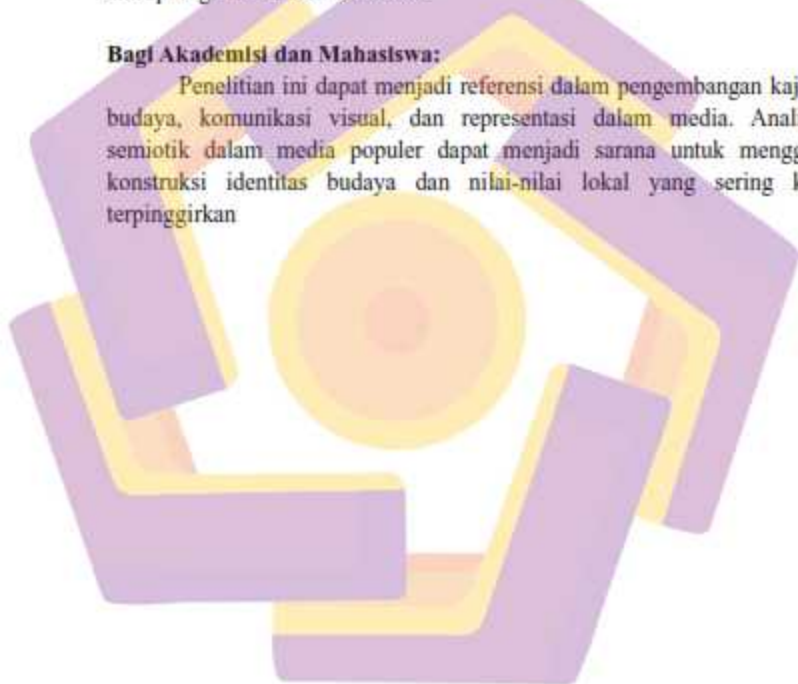 Bagi Akademisi dan Mahasiswa:
Penelitian ini dapat menjadi referensi dalam pengembangan
budaya, komunikasi visual, dan representasi dalam media.
semiotik dalam media populer dapat menjadi sarana untuk
konstruksi identitas budaya dan nilai-nilai lokal yang sering
terpinggirkan